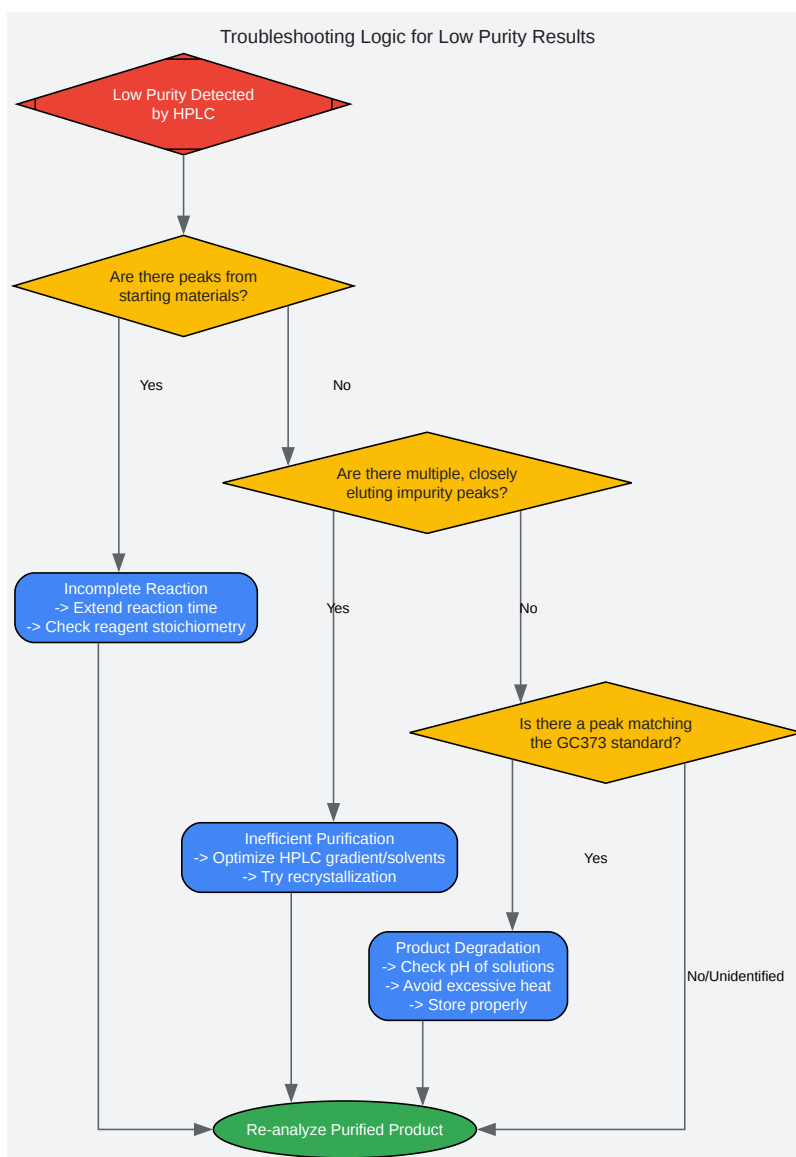 Troubleshooting Logic for Low Purity Results
Low Purity Detected
by HPLC
Are there peaks from
starting materials?
Yes
No
Are there multiple, closely
eluting impurity peaks?
Incomplete Reaction
-> Extend reaction time
-> Check reagent stoichiometry
Yes
No
Is there a peak matching
the GC373 standard?
Inefficient Purification
-> Optimize HPLC gradient/solvents
-> Try recrystallization
Yes
Product Degradation
-> Check pH of solutions
-> Avoid excessive heat
-> Store properly
No/Unidentified
Re-analyze Purified Product